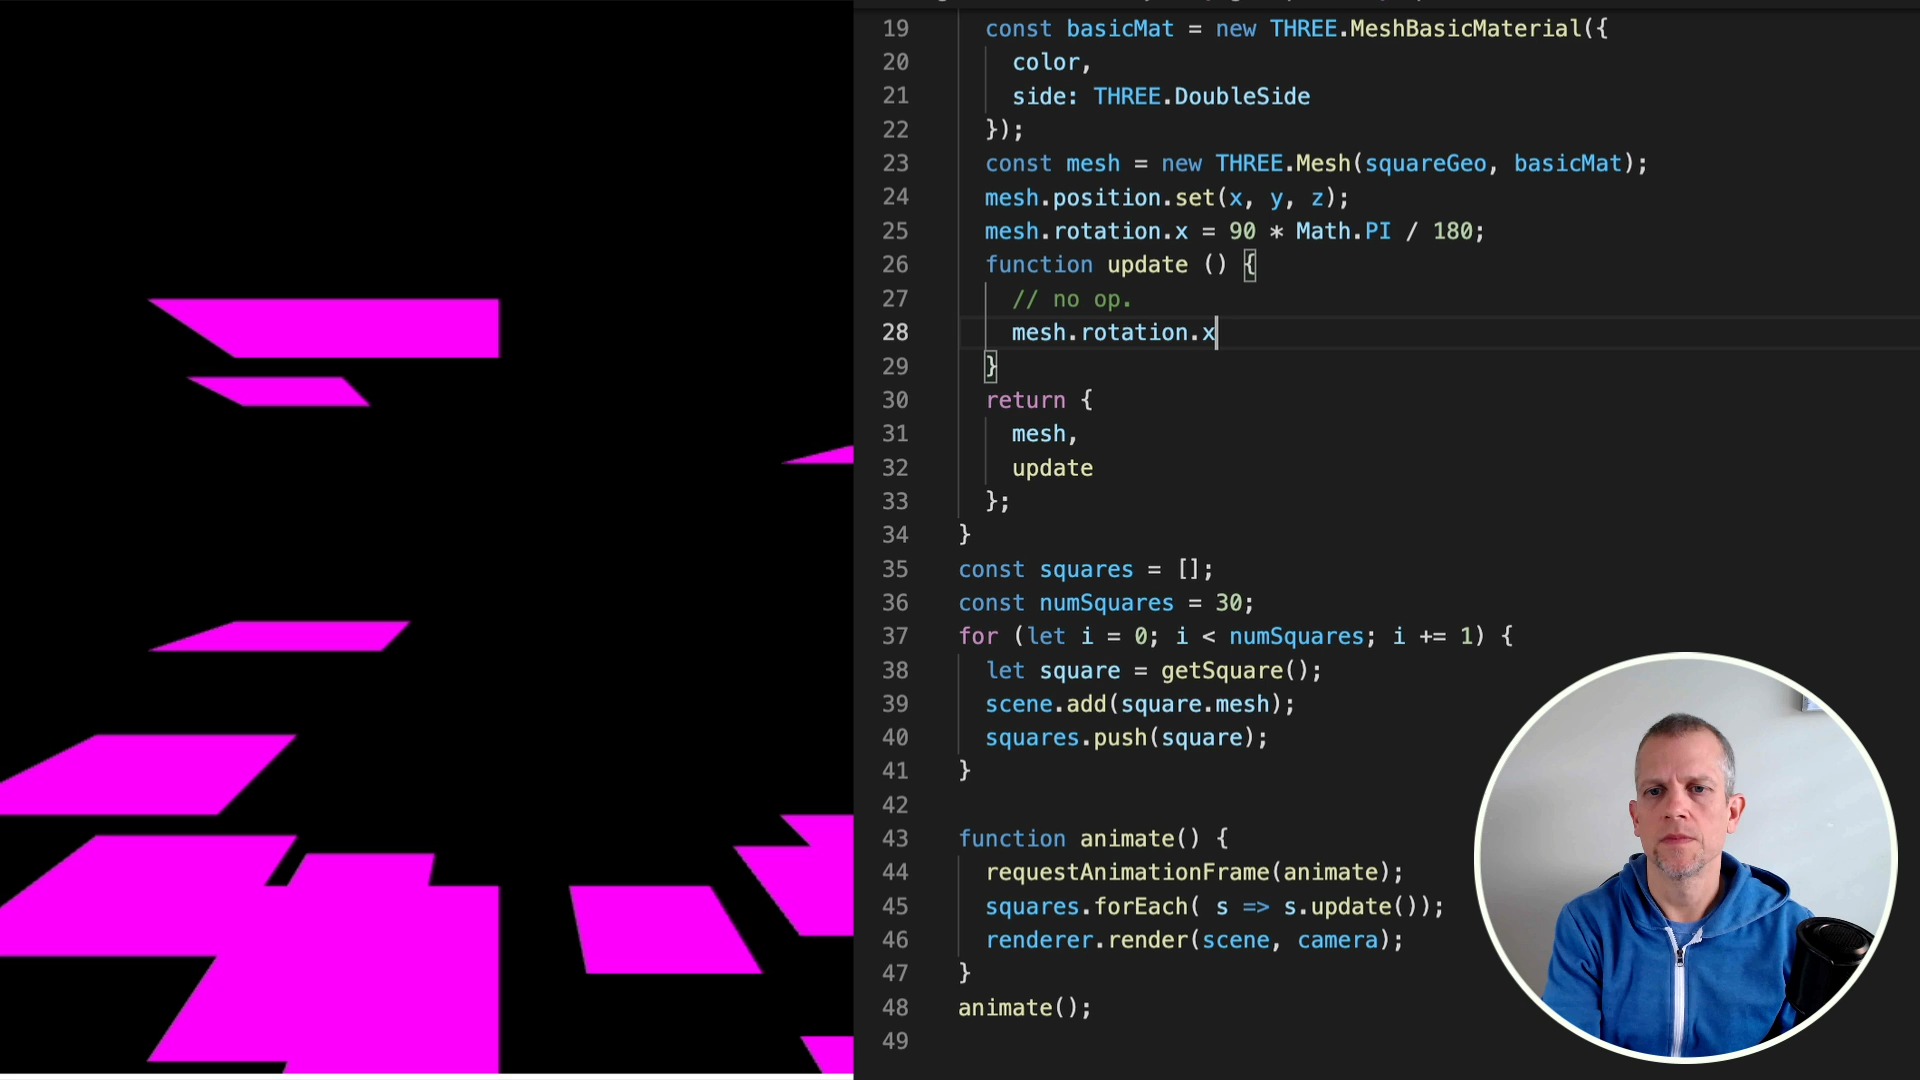 19 const basicMat = new THREE.MeshBasicMaterial({
20 color,
21 side: THREE.DoubleSide
22 });
23 const mesh = new THREE.Mesh(squareGeo, basicMat);
24 mesh.position.set(x, y, z);
25 mesh.rotation.x = 90 * Math.PI / 180;
26 function update () {
27 // no op.
28 mesh.rotation.x
29 }
30 return {
31 mesh,
32 update
33 };
34 }
35 const squares = [];
36 const numSquares = 30;
37 for (let i = 0; i < numSquares; i += 1) {
38 let square = getSquare();
39 scene.add(square.mesh);
40 squares.push(square);
41 }
42
43 function animate() {
44 requestAnimationFrame(animate);
45 squares.forEach( s => s.update());
46 renderer.render(scene, camera);
47 }
48 animate();
49